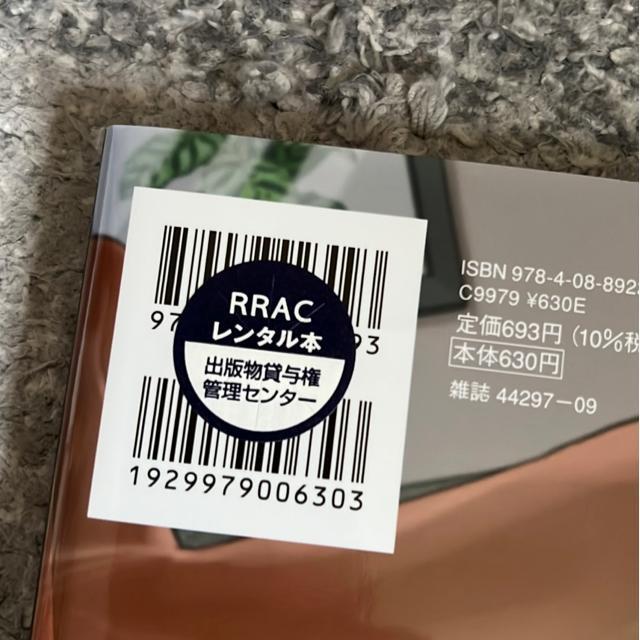 97
93
RRAC
レンタル本
出版物貸与権
管理センター
1929979006303
ISBN 978-4-08-892
C9979 ¥630E
定価693円 (10%税
本体630円
雑誌 44297-09